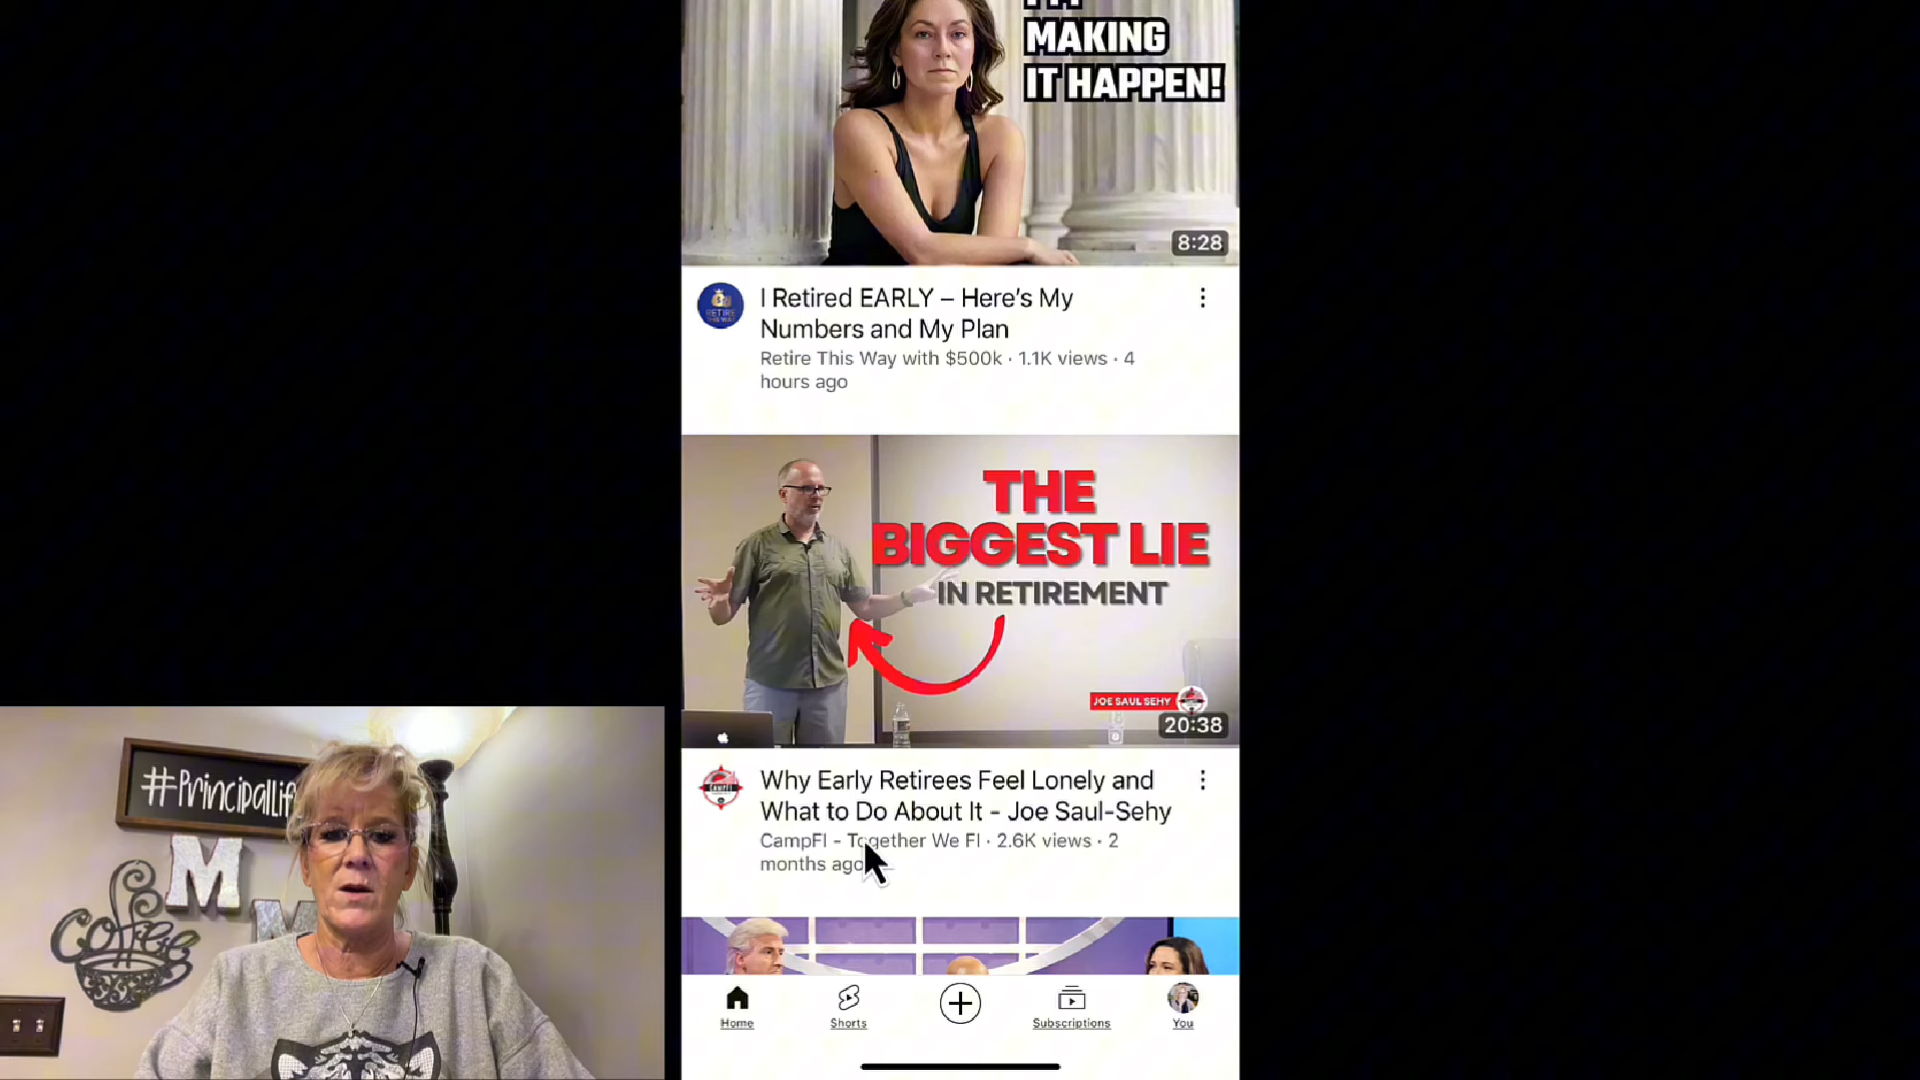 MAKING
IT HAPPEN!
8:28
I Retired EARLY – Here's My
Numbers and My Plan
Retire This Way with $500k · 1.1K views · 4
hours ago
THE
BIGGEST LIE
IN RETIREMENT
JOE SAUL SEHY
20:38
Why Early Retirees Feel Lonely and
What to Do About It - Joe Saul-Sehy
CampFI - Together We FI · 2.6K views · 2
months ago
Home
Shorts
Subscriptions
You
#PrincipalLif
M
M
Coffee